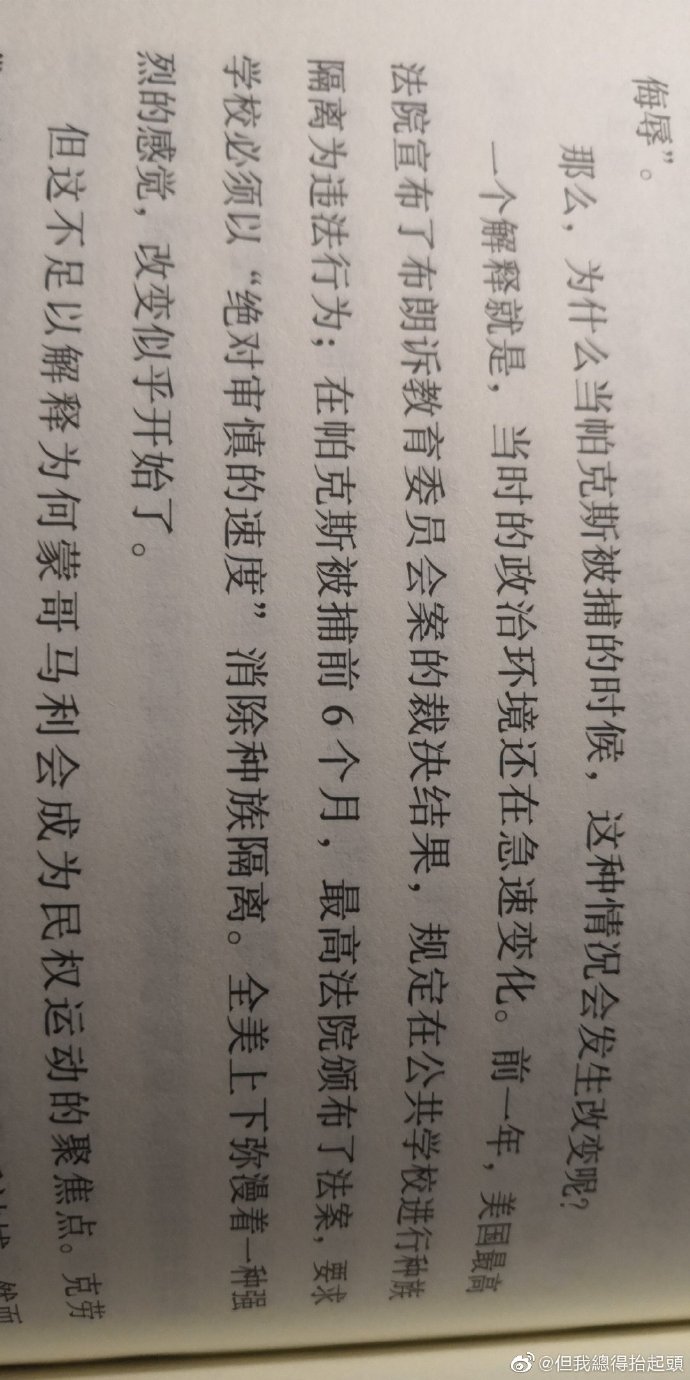 侮辱”。
那么，为什么当帕克斯被捕的时候，这种情况会发生改变呢？
一个解释就是，当时的政治环境还在急速变化。前一年，美国最高
法院宣布了布朗诉教育委员会案的裁决结果，规定在公共学校进行种族
隔离为违法行为；在帕克斯被捕前6个月，最高法院颁布了法案，要求
学校必须以“绝对审慎的速度”消除种族隔离。全美上下弥漫着一种强
烈的感觉，改变似乎开始了。
但这不足以解释为何蒙哥马利会成为民权运动的聚焦点。克劳
然而
@但我總得抬起頭